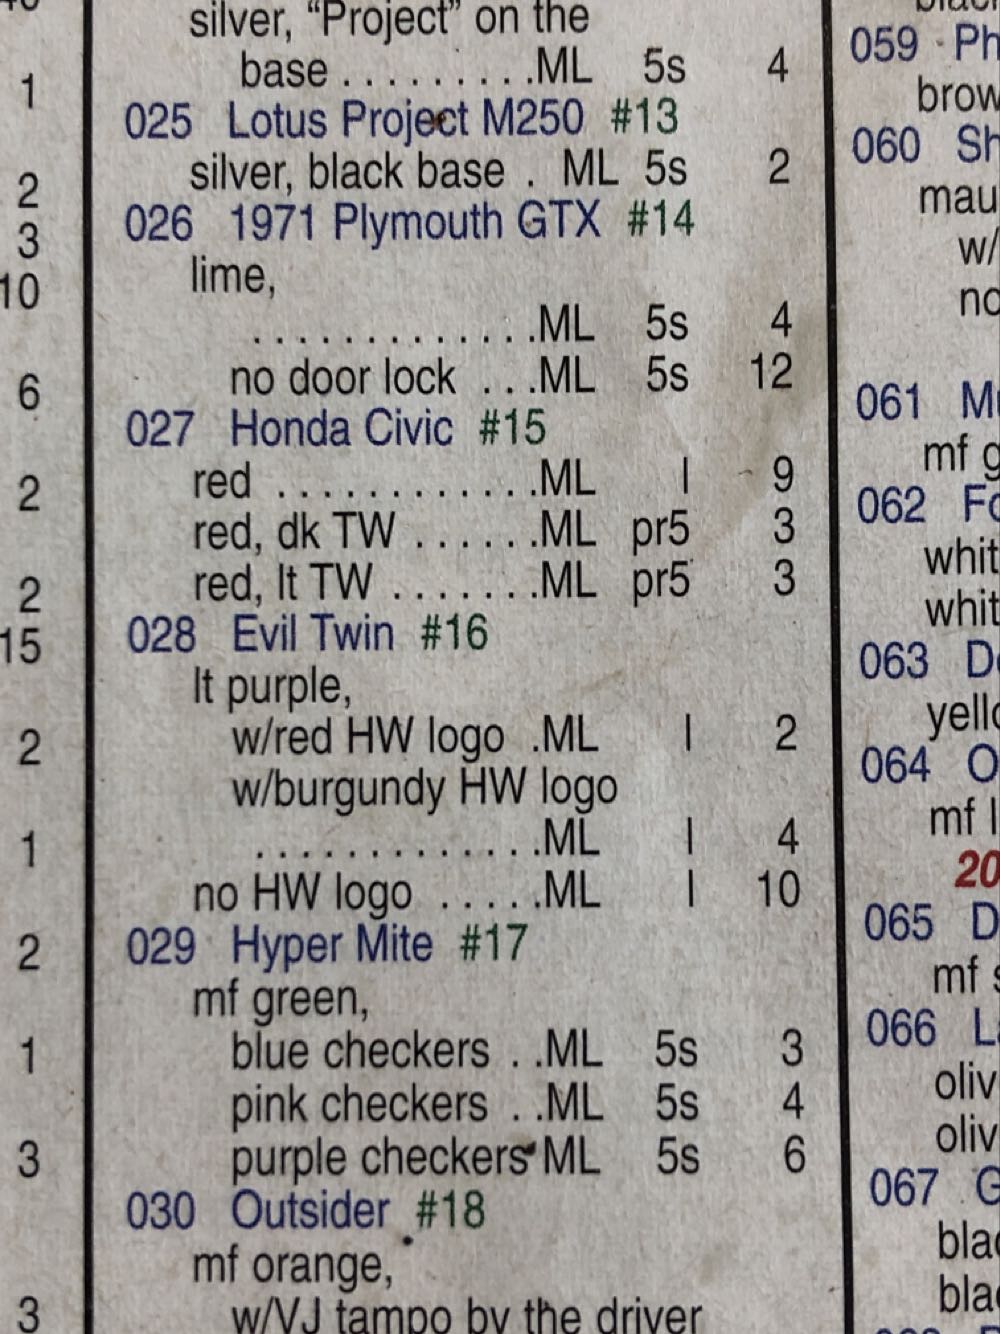 1
2
3
10
6
2
2
15
2
1
2
1
3
3
silver, "Project" on the
base . . . . . . . . .ML 5s 4
025 Lotus Project M250 #13
silver, black base . ML 5s 2
026 1971 Plymouth GTX #14
lime,
. . . . . . . . . . . . .ML 5s 4
no door lock . . .ML 5s 12
027 Honda Civic #15
red . . . . . . . . . . . .ML l 9
red, dk TW . . . . . .ML pr5 3
red, lt TW . . . . . . .ML pr5 3
028 Evil Twin #16
lt purple,
w/red HW logo .ML l 2
w/burgundy HW logo
. . . . . . . . . . . . .ML l 4
no HW logo . . . . .ML l 10
029 Hyper Mite #17
mf green,
blue checkers . .ML 5s 3
pink checkers . .ML 5s 4
purple checkers ML 5s 6
030 Outsider #18
mf orange,
w/VJ tampo by the driver
059 Ph
brow
060 Sh
mau
w/
no
061
mf g
062 Fo
whit
whit
063
yello
064
mf
20
065
mf s
066
oliv
oliv
067
blac
blac